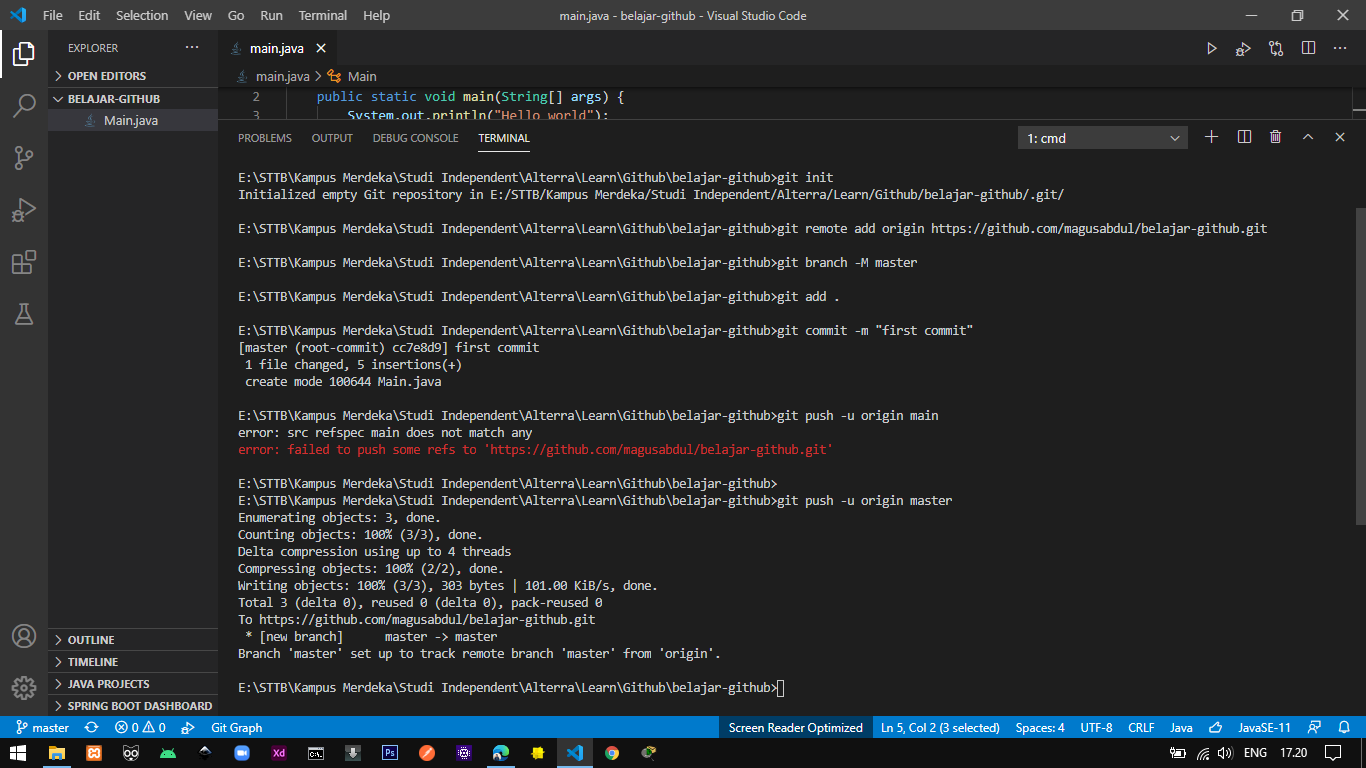 File Edit Selection View Go Run Terminal Help main.java - belajar-github - Visual Studio Code
EXPLORER
OPEN EDITORS
BELAJAR-GITHUB
Main.java
OUTLINE
TIMELINE
JAVA PROJECTS
SPRING BOOT DASHBOARD
main.java
main.java Main
2 public static void main(String[] args) {
3 System.out.println("Hello world");
PROBLEMS OUTPUT DEBUG CONSOLE TERMINAL 1: cmd
E:\STTB\Kampus Merdeka\Studi Independent\Alterra\Learn\Github\belajar-github>git init
Initialized empty Git repository in E:/STTB/Kampus Merdeka/Studi Independent/Alterra/Learn/Github/belajar-github/.git/
E:\STTB\Kampus Merdeka\Studi Independent\Alterra\Learn\Github\belajar-github>git remote add origin https://github.com/magusabdul/belajar-github.git
E:\STTB\Kampus Merdeka\Studi Independent\Alterra\Learn\Github\belajar-github>git branch -M master
E:\STTB\Kampus Merdeka\Studi Independent\Alterra\Learn\Github\belajar-github>git add .
E:\STTB\Kampus Merdeka\Studi Independent\Alterra\Learn\Github\belajar-github>git commit -m "first commit"
[master (root-commit) cc7e8d9] first commit
1 file changed, 5 insertions(+)
create mode 100644 Main.java
E:\STTB\Kampus Merdeka\Studi Independent\Alterra\Learn\Github\belajar-github>git push -u origin main
error: src refspec main does not match any
error: failed to push some refs to 'https://github.com/magusabdul/belajar-github.git'
E:\STTB\Kampus Merdeka\Studi Independent\Alterra\Learn\Github\belajar-github>
E:\STTB\Kampus Merdeka\Studi Independent\Alterra\Learn\Github\belajar-github>git push -u origin master
Enumerating objects: 3, done.
Counting objects: 100% (3/3), done.
Delta compression using up to 4 threads
Compressing objects: 100% (2/2), done.
Writing objects: 100% (3/3), 303 bytes | 101.00 KiB/s, done.
Total 3 (delta 0), reused 0 (delta 0), pack-reused 0
To https://github.com/magusabdul/belajar-github.git
* [new branch] master -> master
Branch 'master' set up to track remote branch 'master' from 'origin'.
E:\STTB\Kampus Merdeka\Studi Independent\Alterra\Learn\Github\belajar-github>
master 0 0 Git Graph Screen Reader Optimized Ln 5, Col 2 (3 selected) Spaces: 4 UTF-8 CRLF Java JavaSE-11
Xd Ps ENG 17.20